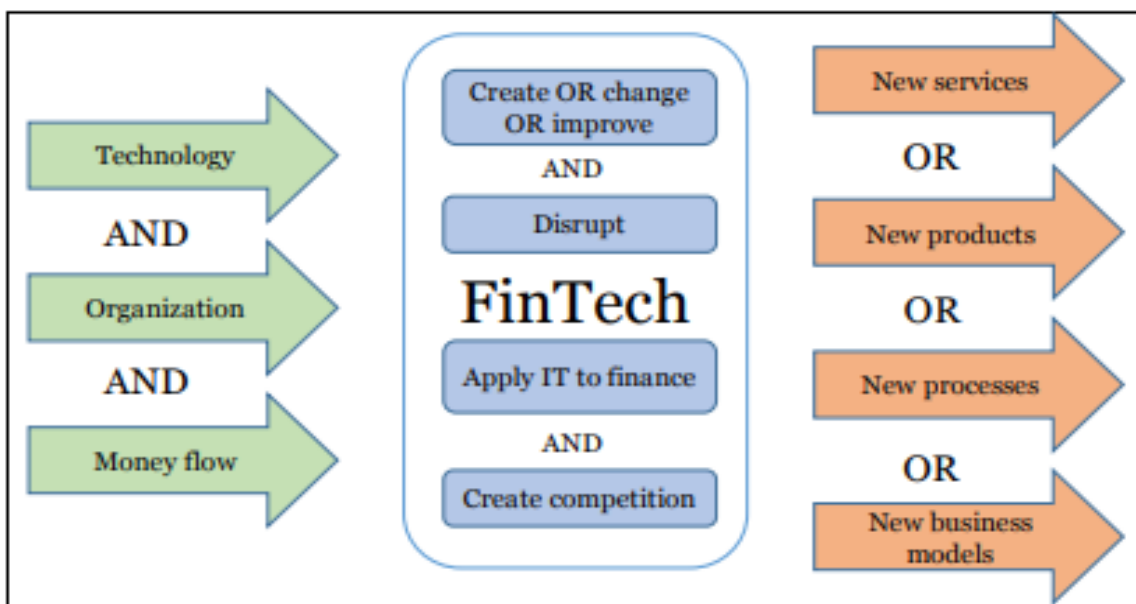 Technology
AND
Organization
AND
Money flow
Create OR change
OR improve
AND
Disrupt
FinTech
Apply IT to finance
AND
Create competition
New services
OR
New products
OR
New processes
OR
New business
models